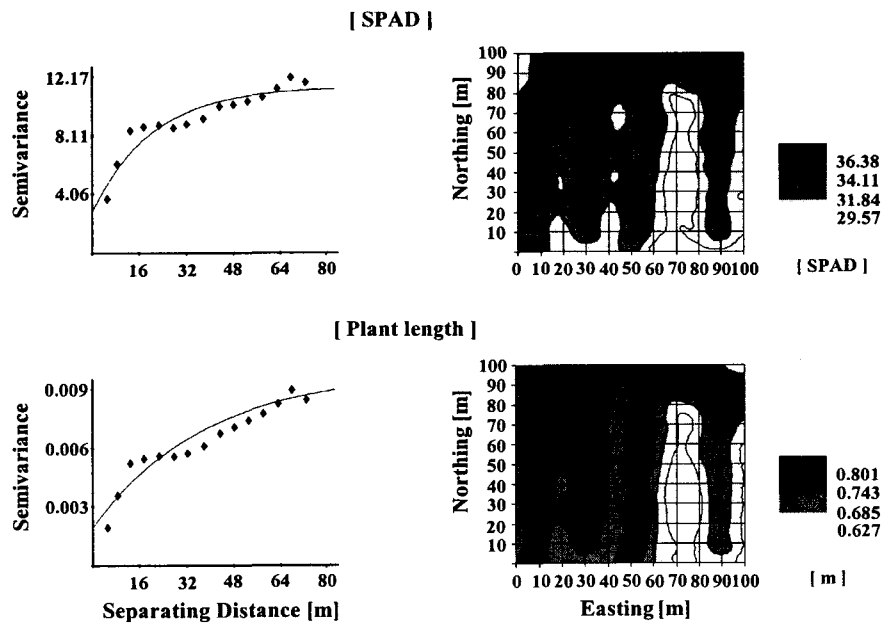 [ SPAD ]
Semivariance
12.17
8.11
4.06
16 32 48 64 80
Northing [m]
100
90
80
70
60
50
40
30
20
10
0 10 20 30 40 50 60 70 80 90 100
36.38
34.11
31.84
29.57
[ SPAD ]
[ Plant length ]
Semivariance
0.009
0.006
0.003
16 32 48 64 80
Separating Distance [m]
Northing [m]
100
90
80
70
60
50
40
30
20
10
0 10 20 30 40 50 60 70 80 90 100
Easting [m]
0.801
0.743
0.685
0.627
[ m ]